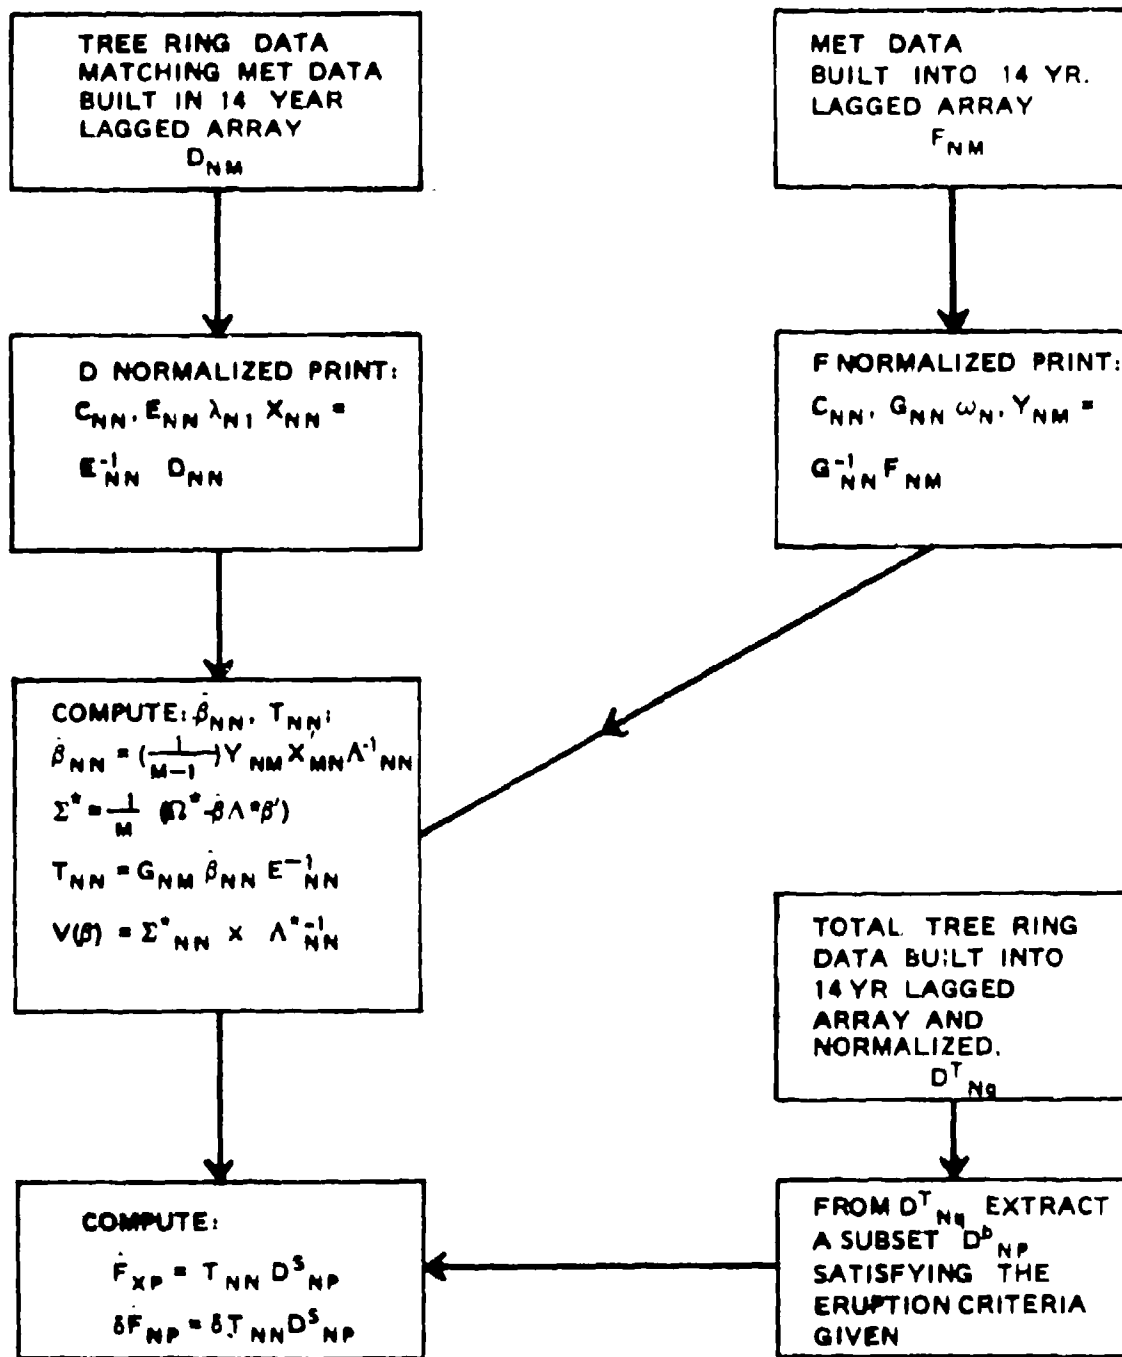 TREE RING DATA
MATCHING MET DATA
BUILT IN 14 YEAR
LAGGED ARRAY
D_NM
MET DATA
BUILT INTO 14 YR.
LAGGED ARRAY
F_NM
D NORMALIZED PRINT:
C_NN, E_NN λ_N1 X_NN =
E^-1_NN D_NN
F NORMALIZED PRINT:
C_NN, G_NN ω_N, Y_NM =
G^-1_NN F_NM
COMPUTE: β̇_NN, T_NN:
β̇_NN = (1/M-1) Y_NM X'_MN Λ^-1_NN
Σ* = 1/M (Ω* - β̇ Λ* β')
T_NN = G_NM β̇_NN E^-1_NN
V(β) = Σ*_NN x Λ*^-1_NN
TOTAL TREE RING
DATA BUILT INTO
14 YR LAGGED
ARRAY AND
NORMALIZED.
D^T_Nq
FROM D^T_Nq EXTRACT
A SUBSET D^b_NP
SATISFYING THE
ERUPTION CRITERIA
GIVEN
COMPUTE:
Ḟ_XP = T_NN D^S_NP
δḞ_NP = δT_NN D^S_NP